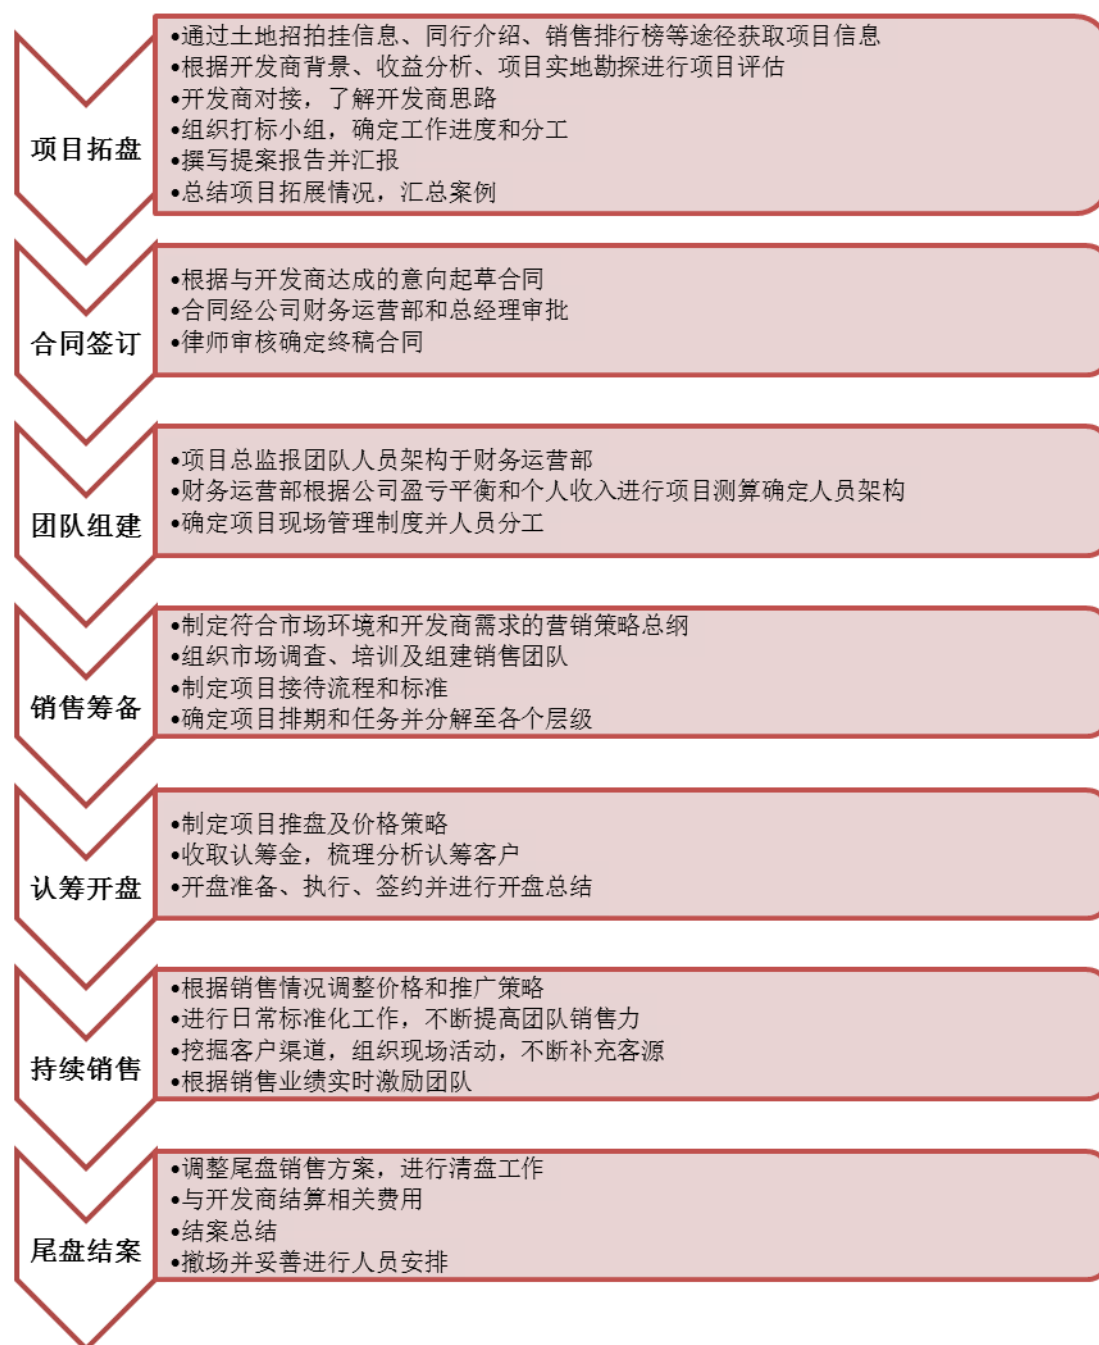 项目拓盘
•通过土地招拍挂信息、同行介绍、销售排行榜等途径获取项目信息
•根据开发商背景、收益分析、项目实地勘探进行项目评估
•开发商对接，了解开发商思路
•组织打标小组，确定工作进度和分工
•撰写提案报告并汇报
•总结项目拓展情况，汇总案例
合同签订
•根据与开发商达成的意向起草合同
•合同经公司财务运营部和总经理审批
•律师审核确定终稿合同
团队组建
•项目总监报团队人员架构于财务运营部
•财务运营部根据公司盈亏平衡和个人收入进行项目测算确定人员架构
•确定项目现场管理制度并人员分工
销售筹备
•制定符合市场环境和开发商需求的营销策略总纲
•组织市场调查、培训及组建销售团队
•制定项目接待流程和标准
•确定项目排期和任务并分解至各个层级
认筹开盘
•制定项目推盘及价格策略
•收取认筹金，梳理分析认筹客户
•开盘准备、执行、签约并进行开盘总结
持续销售
•根据销售情况调整价格和推广策略
•进行日常标准化工作，不断提高团队销售力
•挖掘客户渠道，组织现场活动，不断补充客源
•根据销售业绩实时激励团队
尾盘结案
•调整尾盘销售方案，进行清盘工作
•与开发商结算相关费用
•结案总结
•撤场并妥善进行人员安排